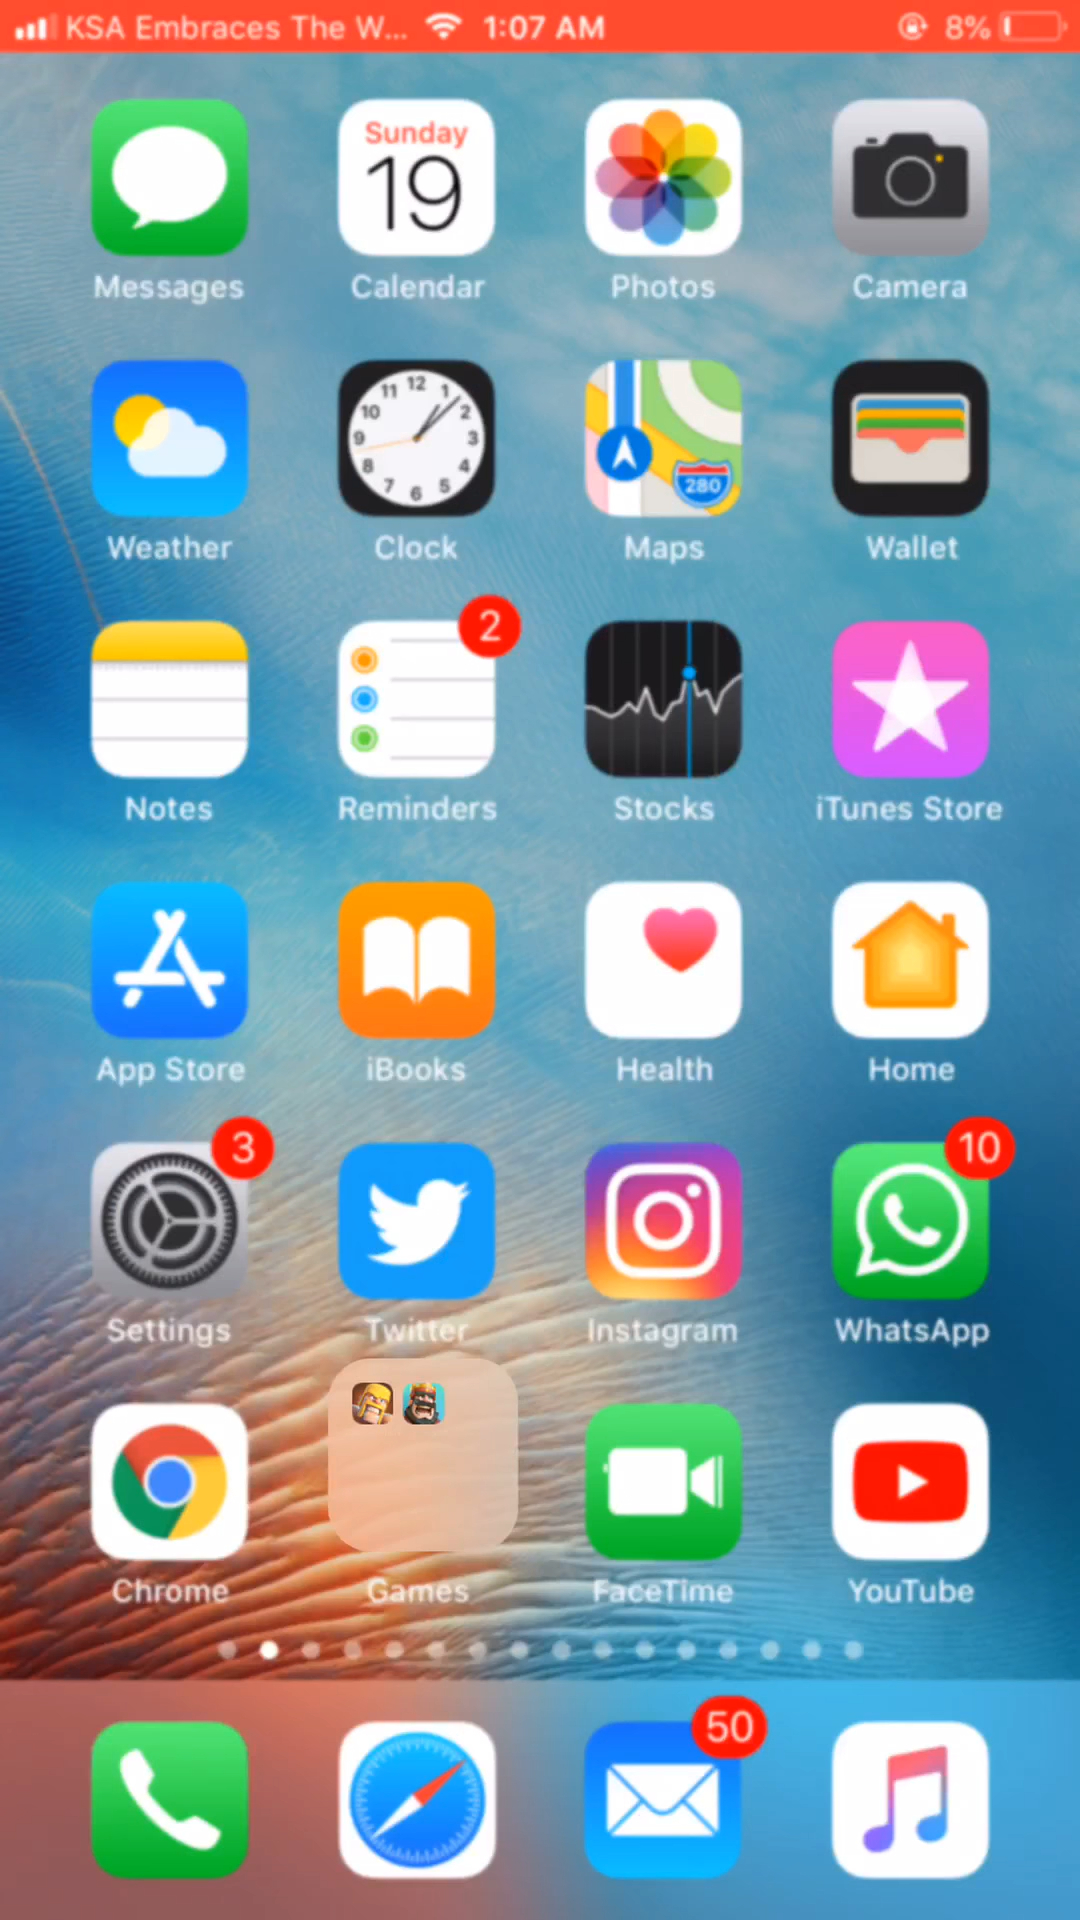 KSA Embraces The W... 1:07 AM 8%
Sunday
19
Messages Calendar Photos Camera
12 1 2 3 4 5 6 7 8 9 10 11
280
Weather Clock Maps Wallet
2
Notes Reminders Stocks iTunes Store
App Store iBooks Health Home
3 10
Settings Twitter Instagram WhatsApp
Chrome Games FaceTime YouTube
50